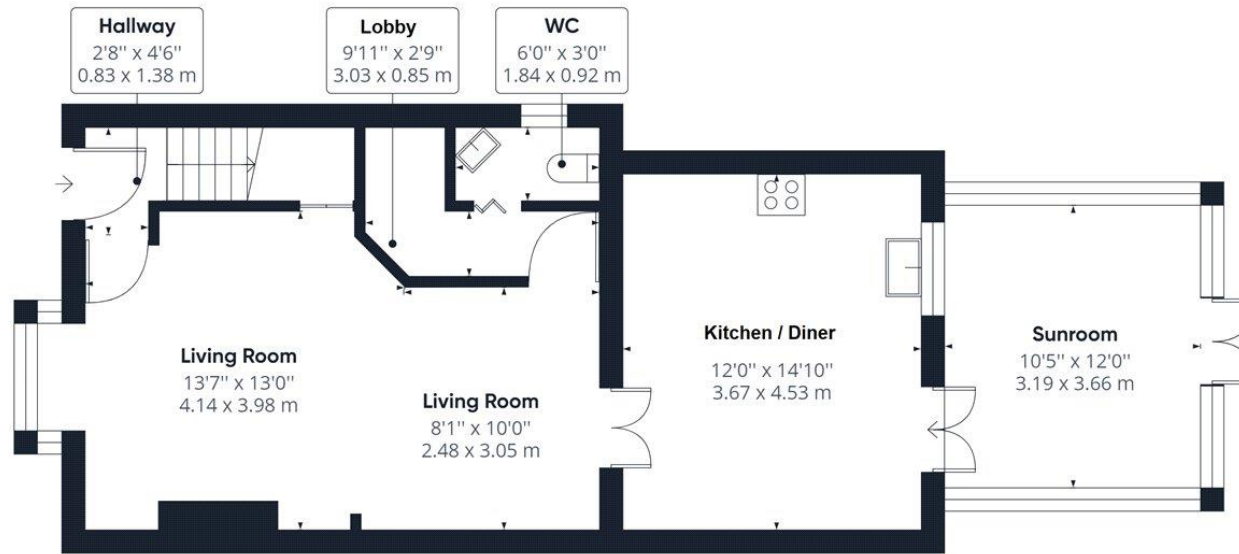 Hallway
2'8'' x 4'6''
0.83 x 1.38 m
Lobby
9'11'' x 2'9''
3.03 x 0.85 m
WC
6'0'' x 3'0''
1.84 x 0.92 m
Living Room
13'7'' x 13'0''
4.14 x 3.98 m
Living Room
8'1'' x 10'0''
2.48 x 3.05 m
Kitchen / Diner
12'0'' x 14'10''
3.67 x 4.53 m
Sunroom
10'5'' x 12'0''
3.19 x 3.66 m